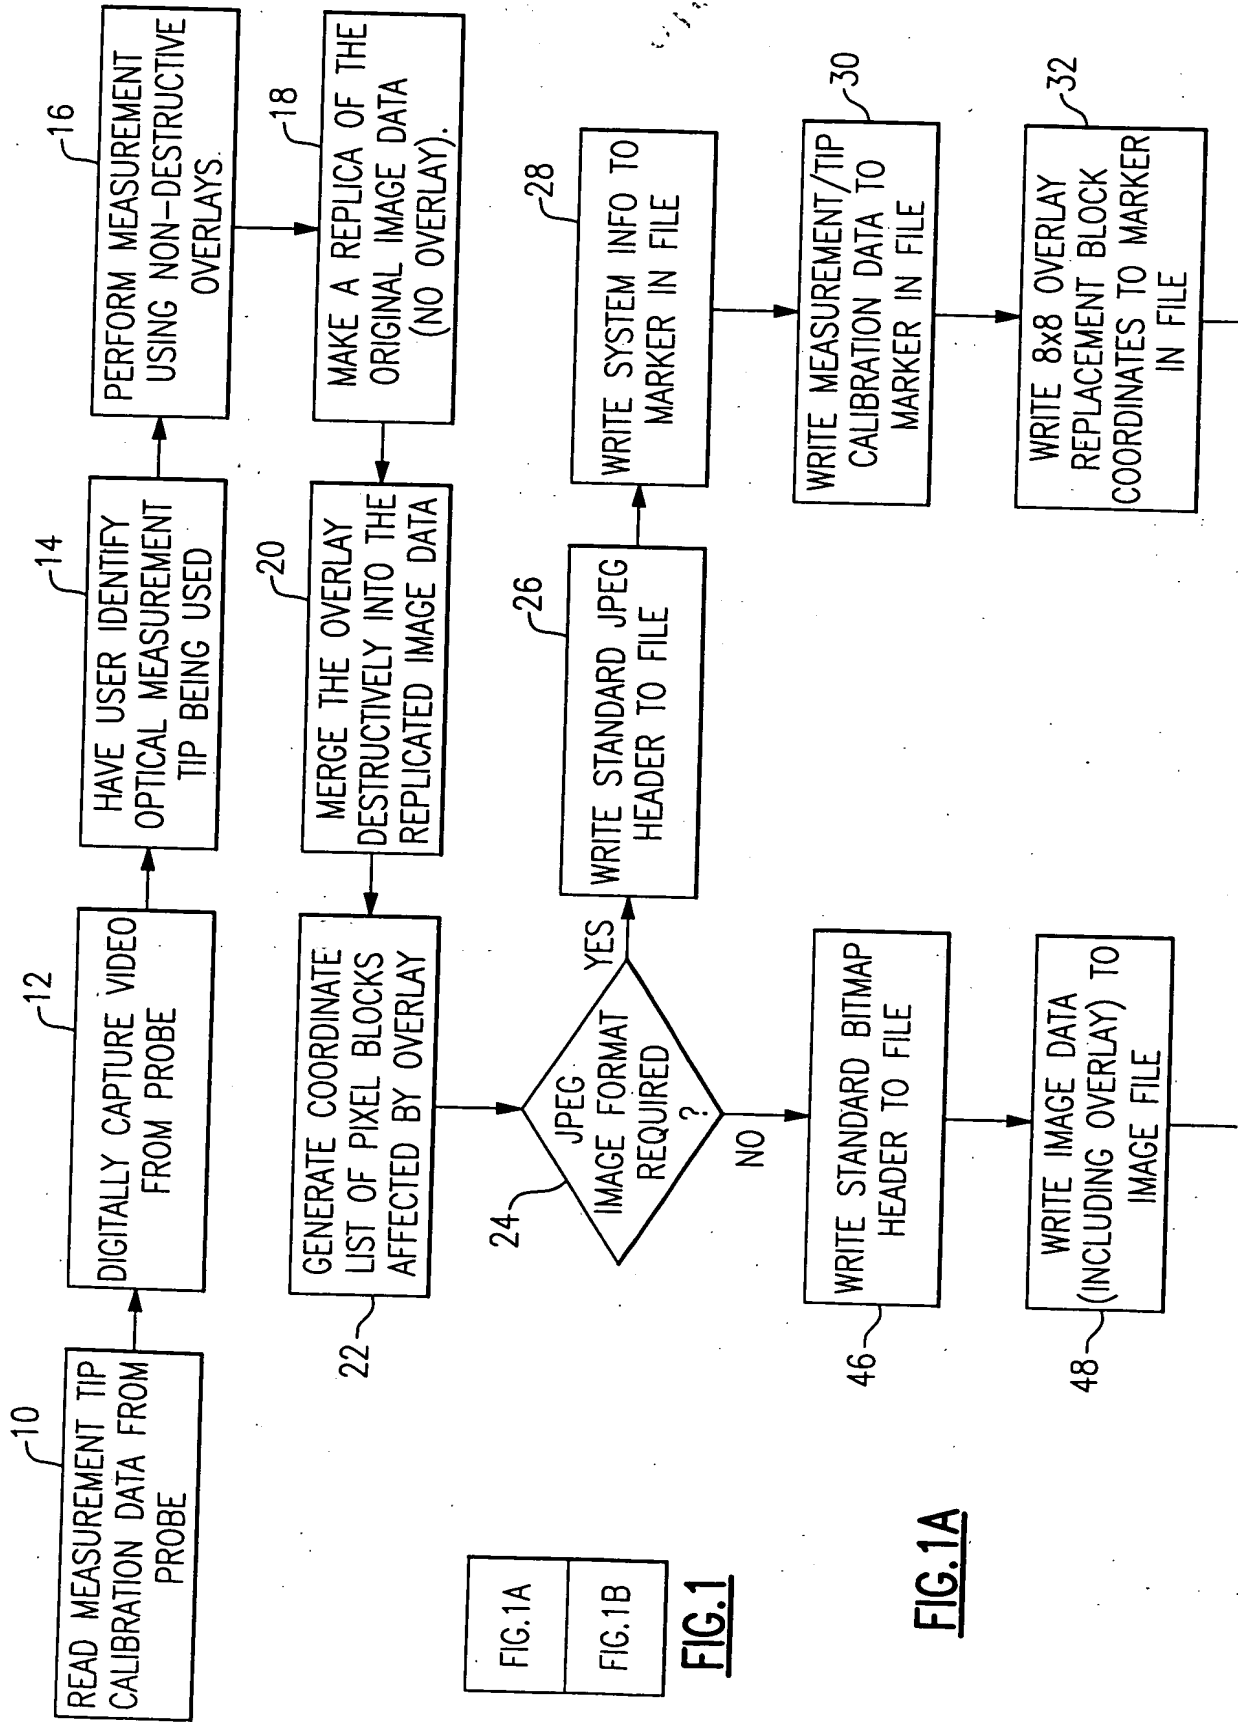 10
READ MEASUREMENT TIP
CALIBRATION DATA FROM
PROBE
12
DIGITALLY CAPTURE VIDEO
FROM PROBE
14
HAVE USER IDENTIFY
OPTICAL MEASUREMENT
TIP BEING USED
16
PERFORM MEASUREMENT
USING NON-DESTRUCTIVE
OVERLAYS.
18
MAKE A REPLICA OF THE
ORIGINAL IMAGE DATA
(NO OVERLAY).
20
MERGE THE OVERLAY
DESTRUCTIVELY INTO THE
REPLICATED IMAGE DATA
GENERATE COORDINATE
LIST OF PIXEL BLOCKS
AFFECTED BY OVERLAY
22
24
JPEG
IMAGE FORMAT
REQUIRED
?
YES
NO
26
WRITE STANDARD JPEG
HEADER TO FILE
28
WRITE SYSTEM INFO TO
MARKER IN FILE
30
WRITE MEASUREMENT/TIP
CALIBRATION DATA TO
MARKER IN FILE
32
WRITE 8x8 OVERLAY
REPLACEMENT BLOCK
COORDINATES TO MARKER
IN FILE
WRITE STANDARD BITMAP
HEADER TO FILE
46
WRITE IMAGE DATA
(INCLUDING OVERLAY) TO
IMAGE FILE
48
FIG.1A
FIG.1B
FIG.1
FIG.1A